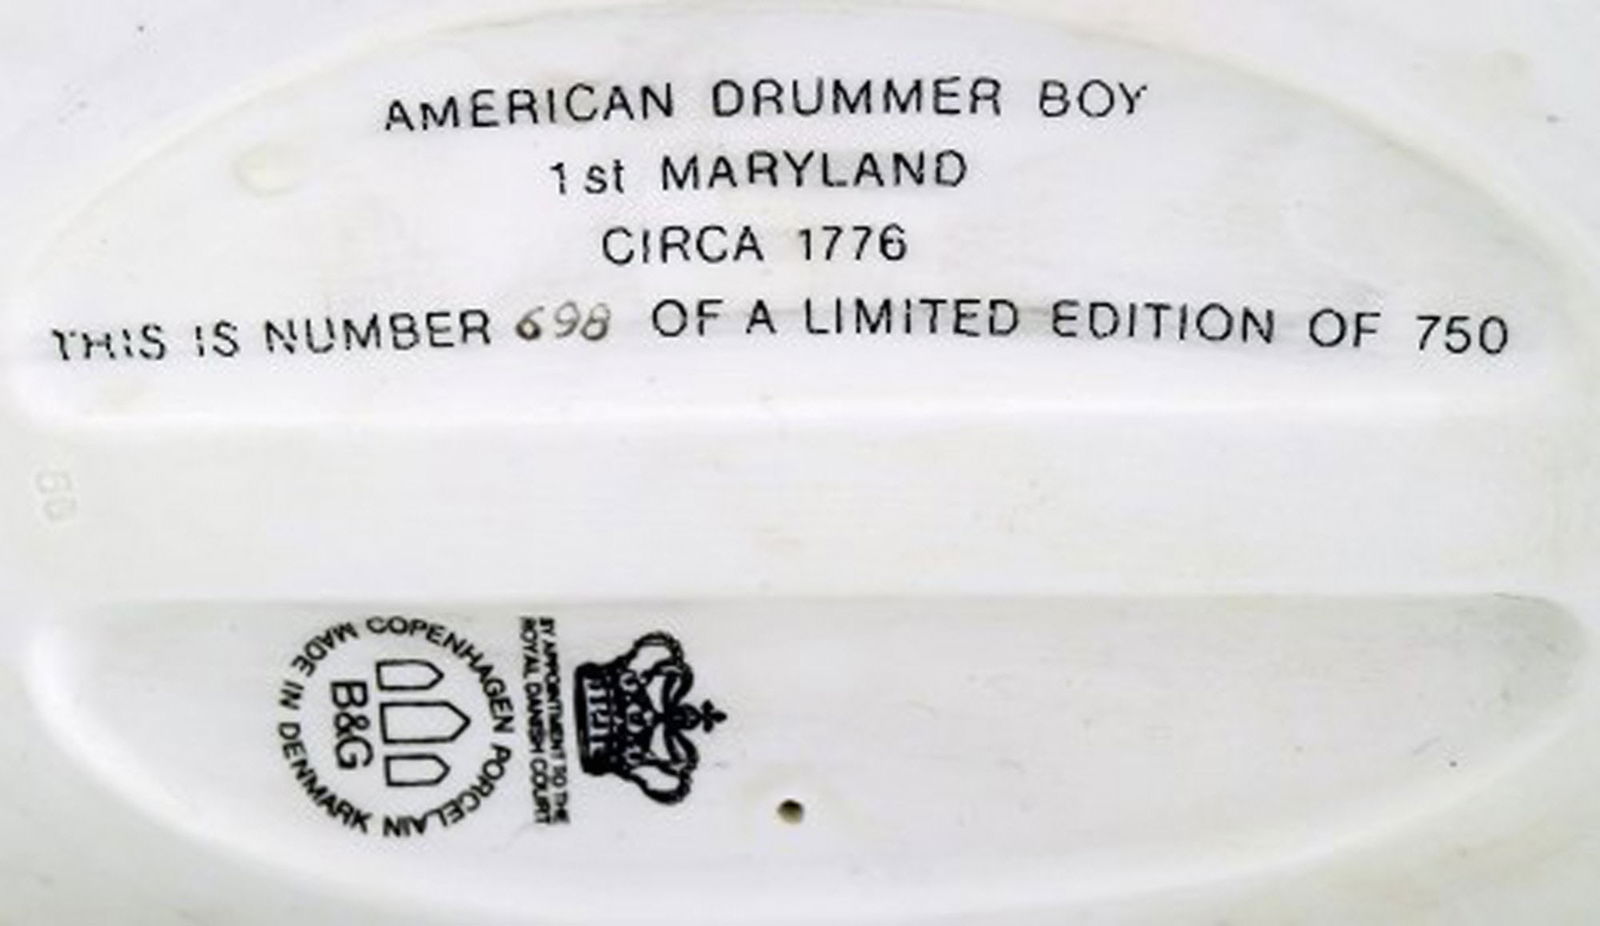 AMERICAN DRUMMER BOY
1st MARYLAND
CIRCA 1776
THIS IS NUMBER 698 OF A LIMITED EDITION OF 750
50
BY APPOINTMENT TO THE
ROYAL DANISH COURT
COPENHAGEN PORCELAIN
MADE IN DENMARK
B&G